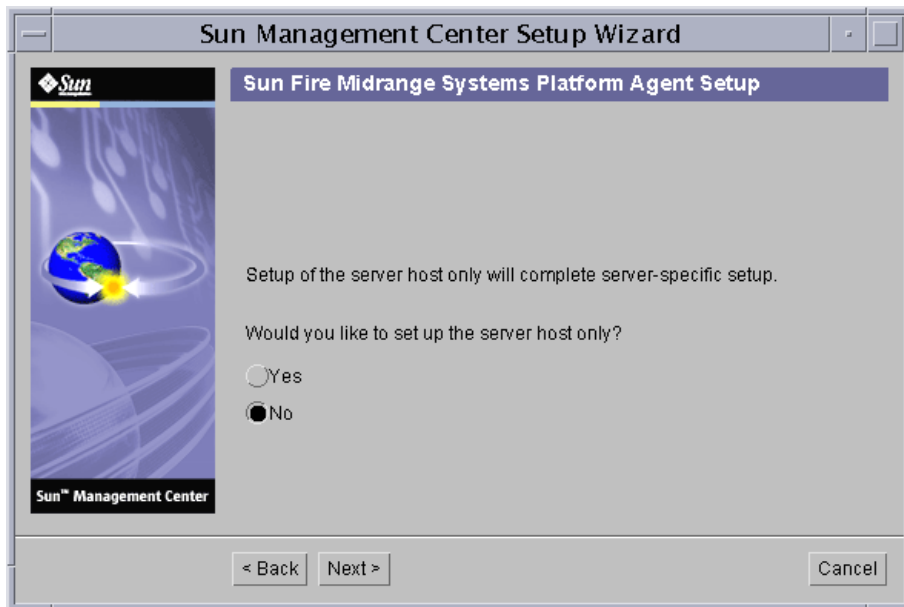 Sun Management Center Setup Wizard
Sun
Sun Fire Midrange Systems Platform Agent Setup
Setup of the server host only will complete server-specific setup.
Would you like to set up the server host only?
Yes
No
Sun™ Management Center
< Back
Next >
Cancel